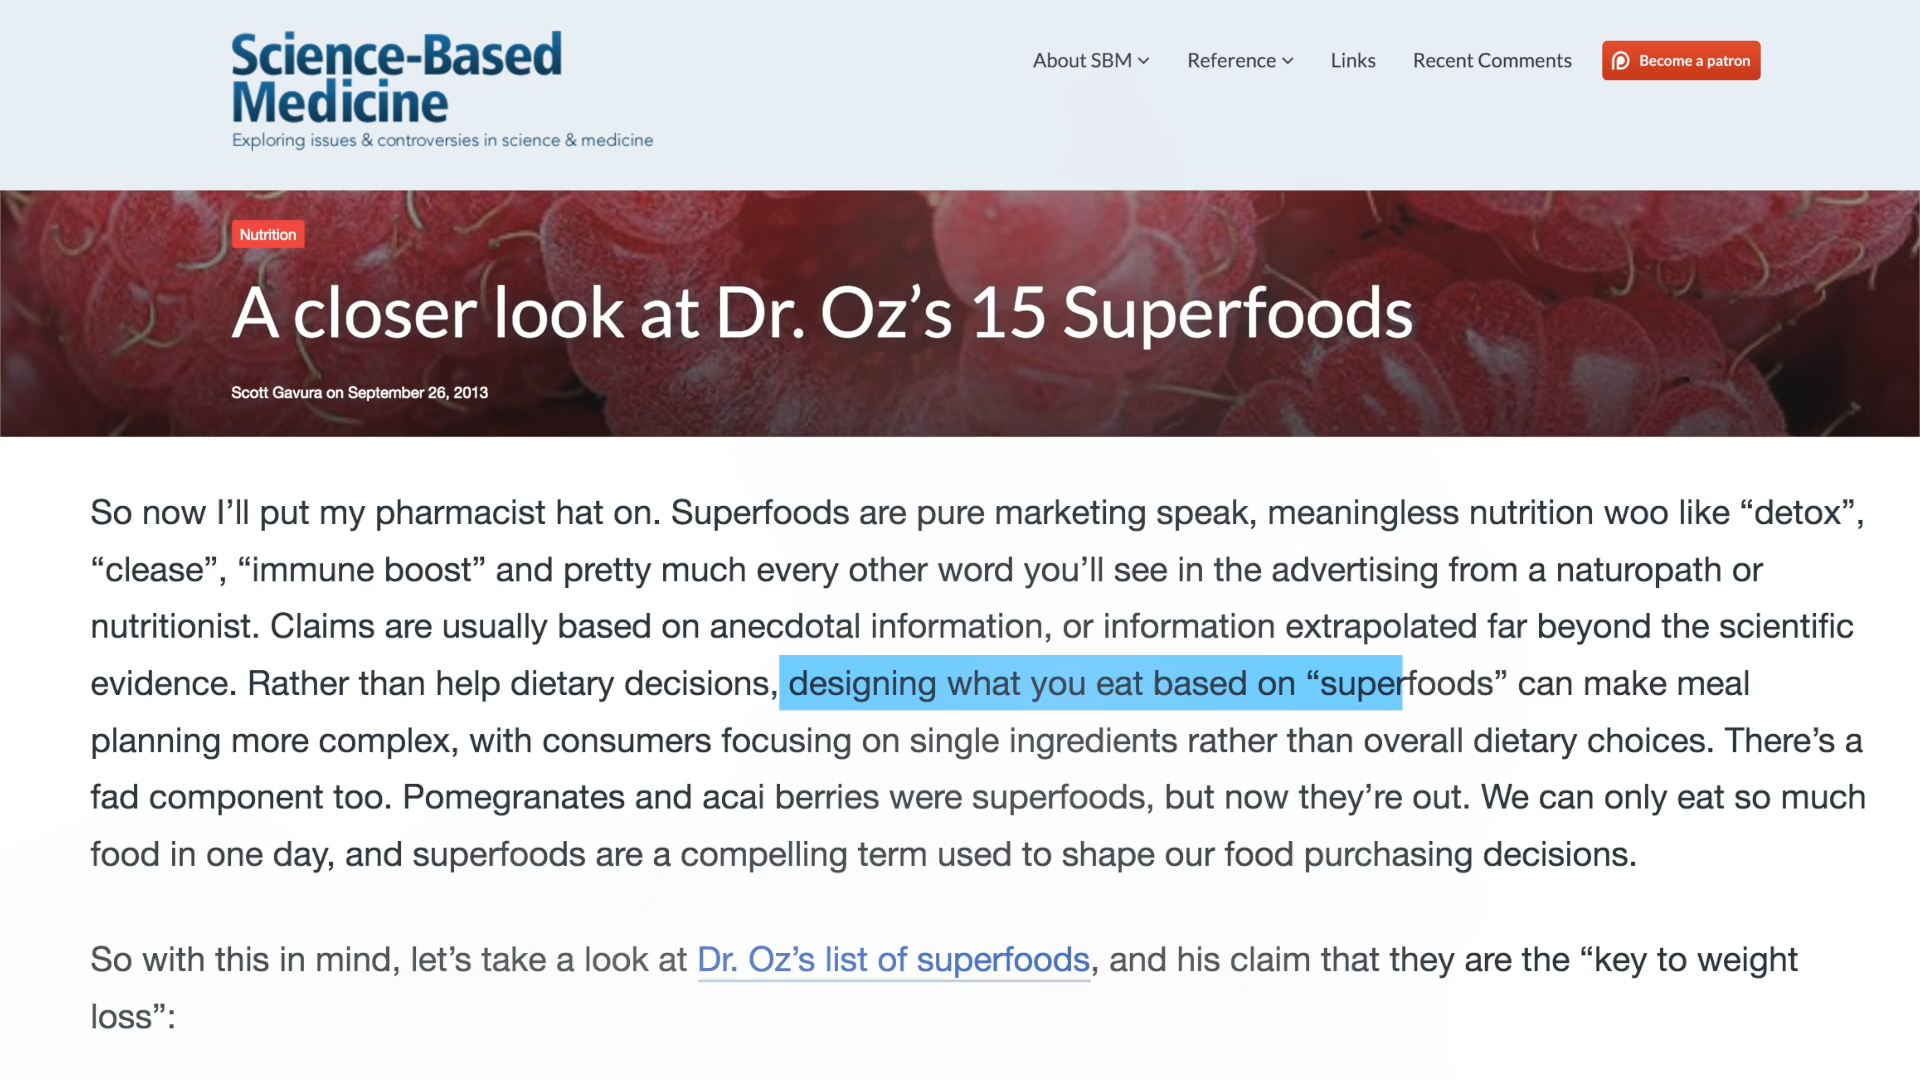 Science-Based
Medicine
Exploring issues & controversies in science & medicine
About SBM
Reference
Links
Recent Comments
Become a patron
Nutrition
A closer look at Dr. Oz’s 15 Superfoods
Scott Gavura on September 26, 2013
So now I’ll put my pharmacist hat on. Superfoods are pure marketing speak, meaningless nutrition woo like “detox”,
“clease”, “immune boost” and pretty much every other word you’ll see in the advertising from a naturopath or
nutritionist. Claims are usually based on anecdotal information, or information extrapolated far beyond the scientific
evidence. Rather than help dietary decisions, designing what you eat based on “superfoods” can make meal
planning more complex, with consumers focusing on single ingredients rather than overall dietary choices. There’s a
fad component too. Pomegranates and acai berries were superfoods, but now they’re out. We can only eat so much
food in one day, and superfoods are a compelling term used to shape our food purchasing decisions.
So with this in mind, let’s take a look at Dr. Oz’s list of superfoods, and his claim that they are the “key to weight
loss”: